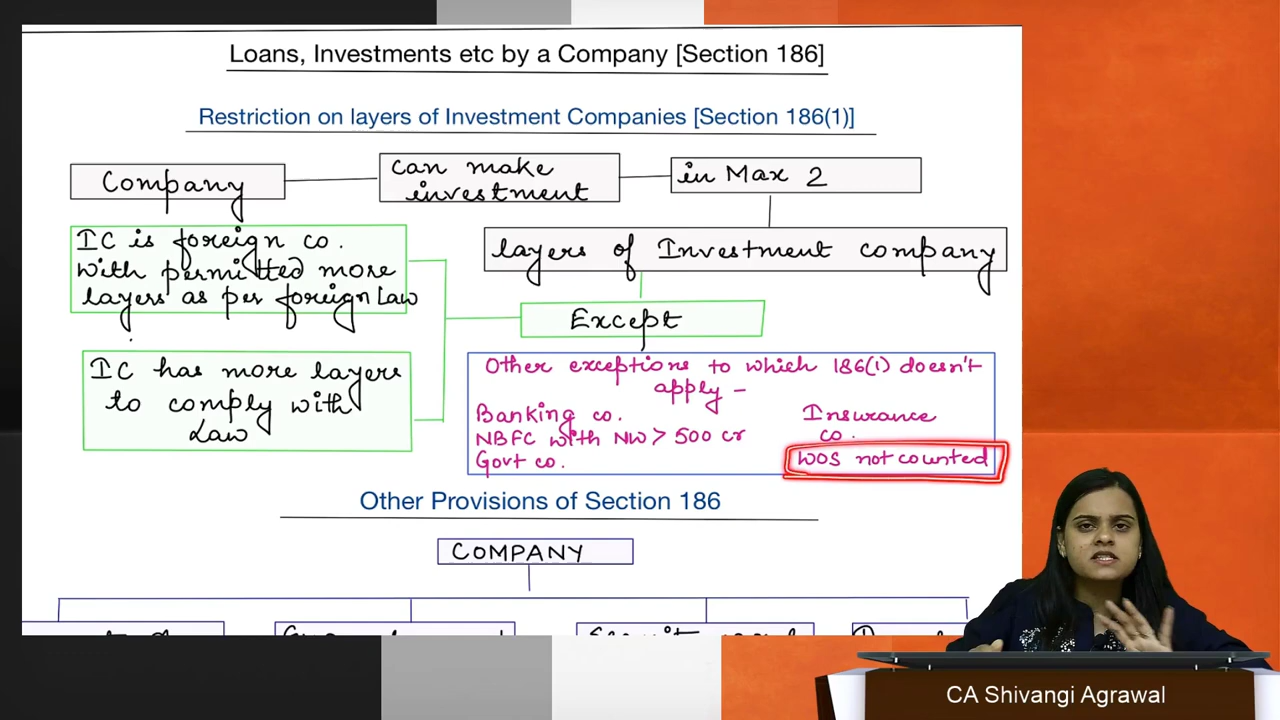 Loans, Investments etc by a Company [Section 186]
Restriction on layers of Investment Companies [Section 186(1)]
Company
can make
investment
in Max 2
layers of Investment company
IC is foreign co.
with permitted more
layers as per foreign Law
Except
IC has more layers
to comply with
Law
Other exceptions to which 186(1) doesn't
apply -
Banking co.
NBFC with NW > 500 cr
Govt co.
Insurance
co.
WOS not counted
Other Provisions of Section 186
COMPANY
CA Shivangi Agrawal